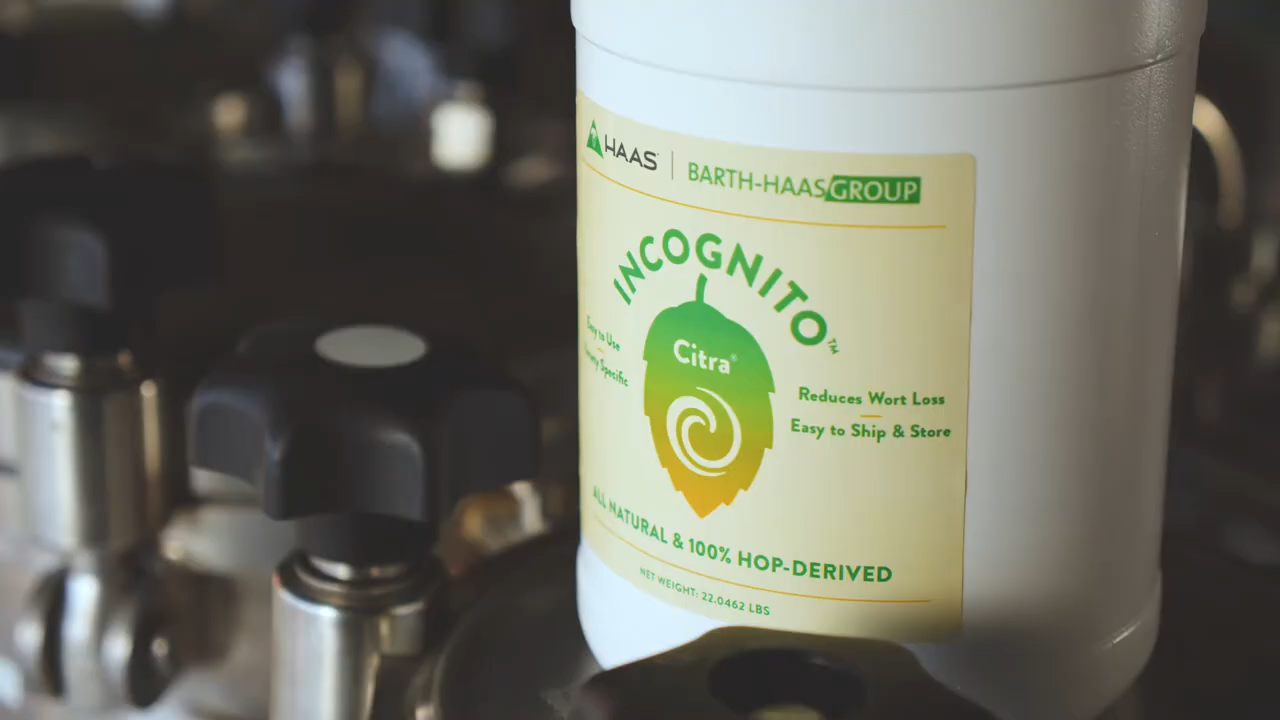 HAAS
BARTH-HAAS GROUP
INCOGNITO™
Citra®
Easy to Use
Specific
Reduces Wort Loss
Easy to Ship & Store
ALL NATURAL & 100% HOP-DERIVED
NET WEIGHT: 22.0462 LBS